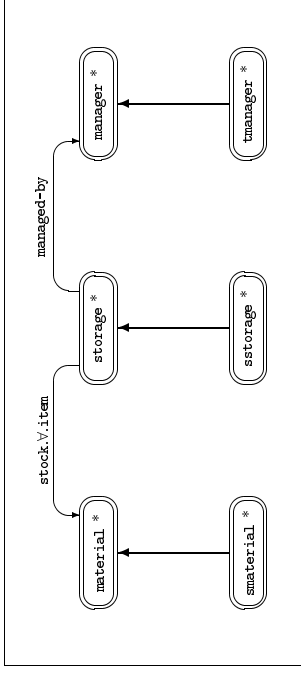 stock.∀.item
managed-by
material *
storage *
manager *
smaterial *
sstorage *
tmanager *